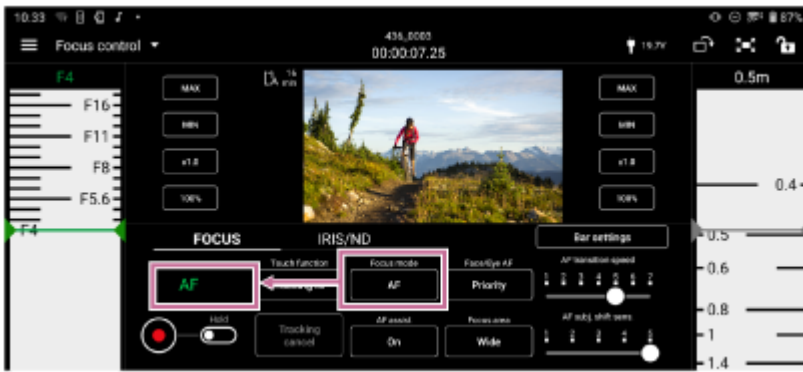 10:33 87%
Focus control
436_0003
00:00:07.25
19.7V
F4
0.5m
MAX
MIN
x1.0
100%
16
min
MAX
MIN
x1.0
100%
F16
F11
F8
F5.6
F4
0.4
0.5
0.6
0.8
1
1.4
FOCUS IRIS/ND
Bar settings
Touch function Focus mode Face/Eye AF AF transition speed
AF AF Priority 1 2 3 4 5 6 7
Hold AF assist Focus area AF subj. shift sens.
Tracking
cancel
On Wide 1 2 3 4 5